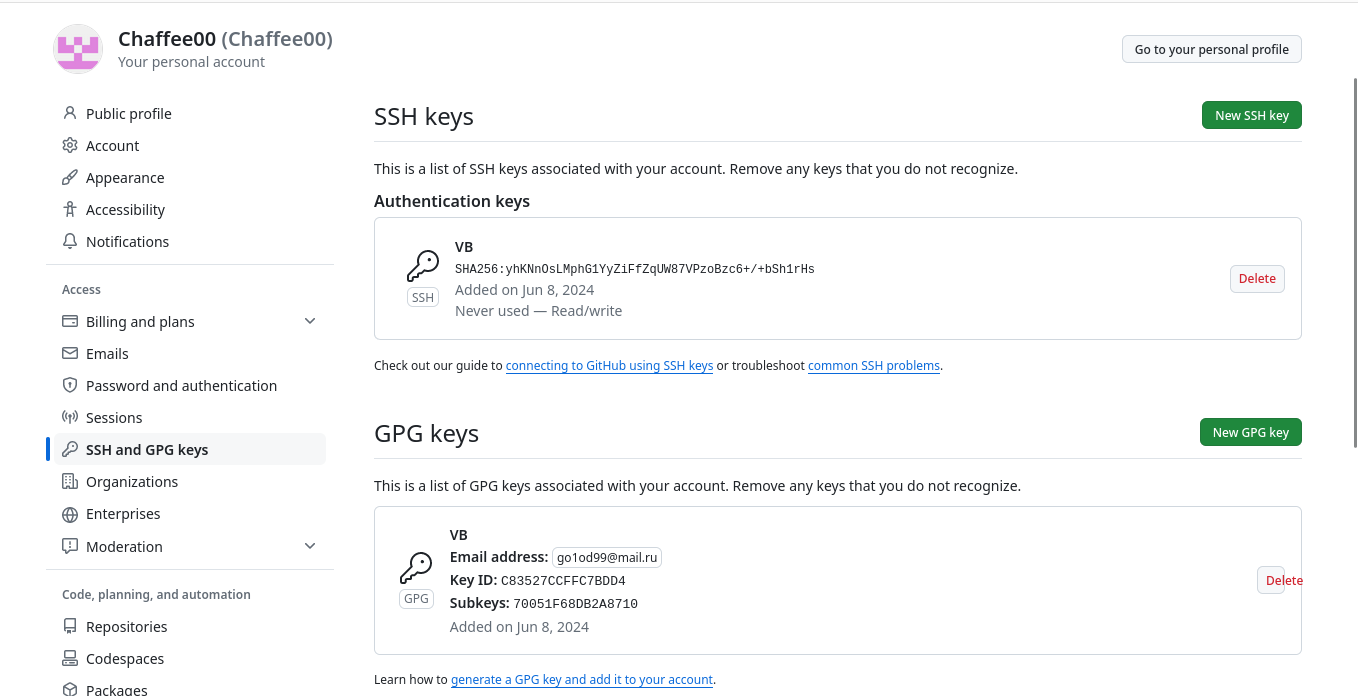 Chaffee00 (Chaffee00)
Your personal account
Go to your personal profile
Public profile
Account
Appearance
Accessibility
Notifications
Access
Billing and plans
Emails
Password and authentication
Sessions
SSH and GPG keys
Organizations
Enterprises
Moderation
Code, planning, and automation
Repositories
Codespaces
Packages
SSH keys
New SSH key
This is a list of SSH keys associated with your account. Remove any keys that you do not recognize.
Authentication keys
VB
SHA256:yhKNnOsLMphG1YyZiFfZqUW87VPzoBzc6+/+bSh1rHs
SSH
Added on Jun 8, 2024
Never used — Read/write
Delete
Check out our guide to connecting to GitHub using SSH keys or troubleshoot common SSH problems.
GPG keys
New GPG key
This is a list of GPG keys associated with your account. Remove any keys that you do not recognize.
VB
Email address: go1od99@mail.ru
Key ID: C83527CCFFC7BDD4
GPG
Subkeys: 70051F68DB2A8710
Added on Jun 8, 2024
Delete
Learn how to generate a GPG key and add it to your account.